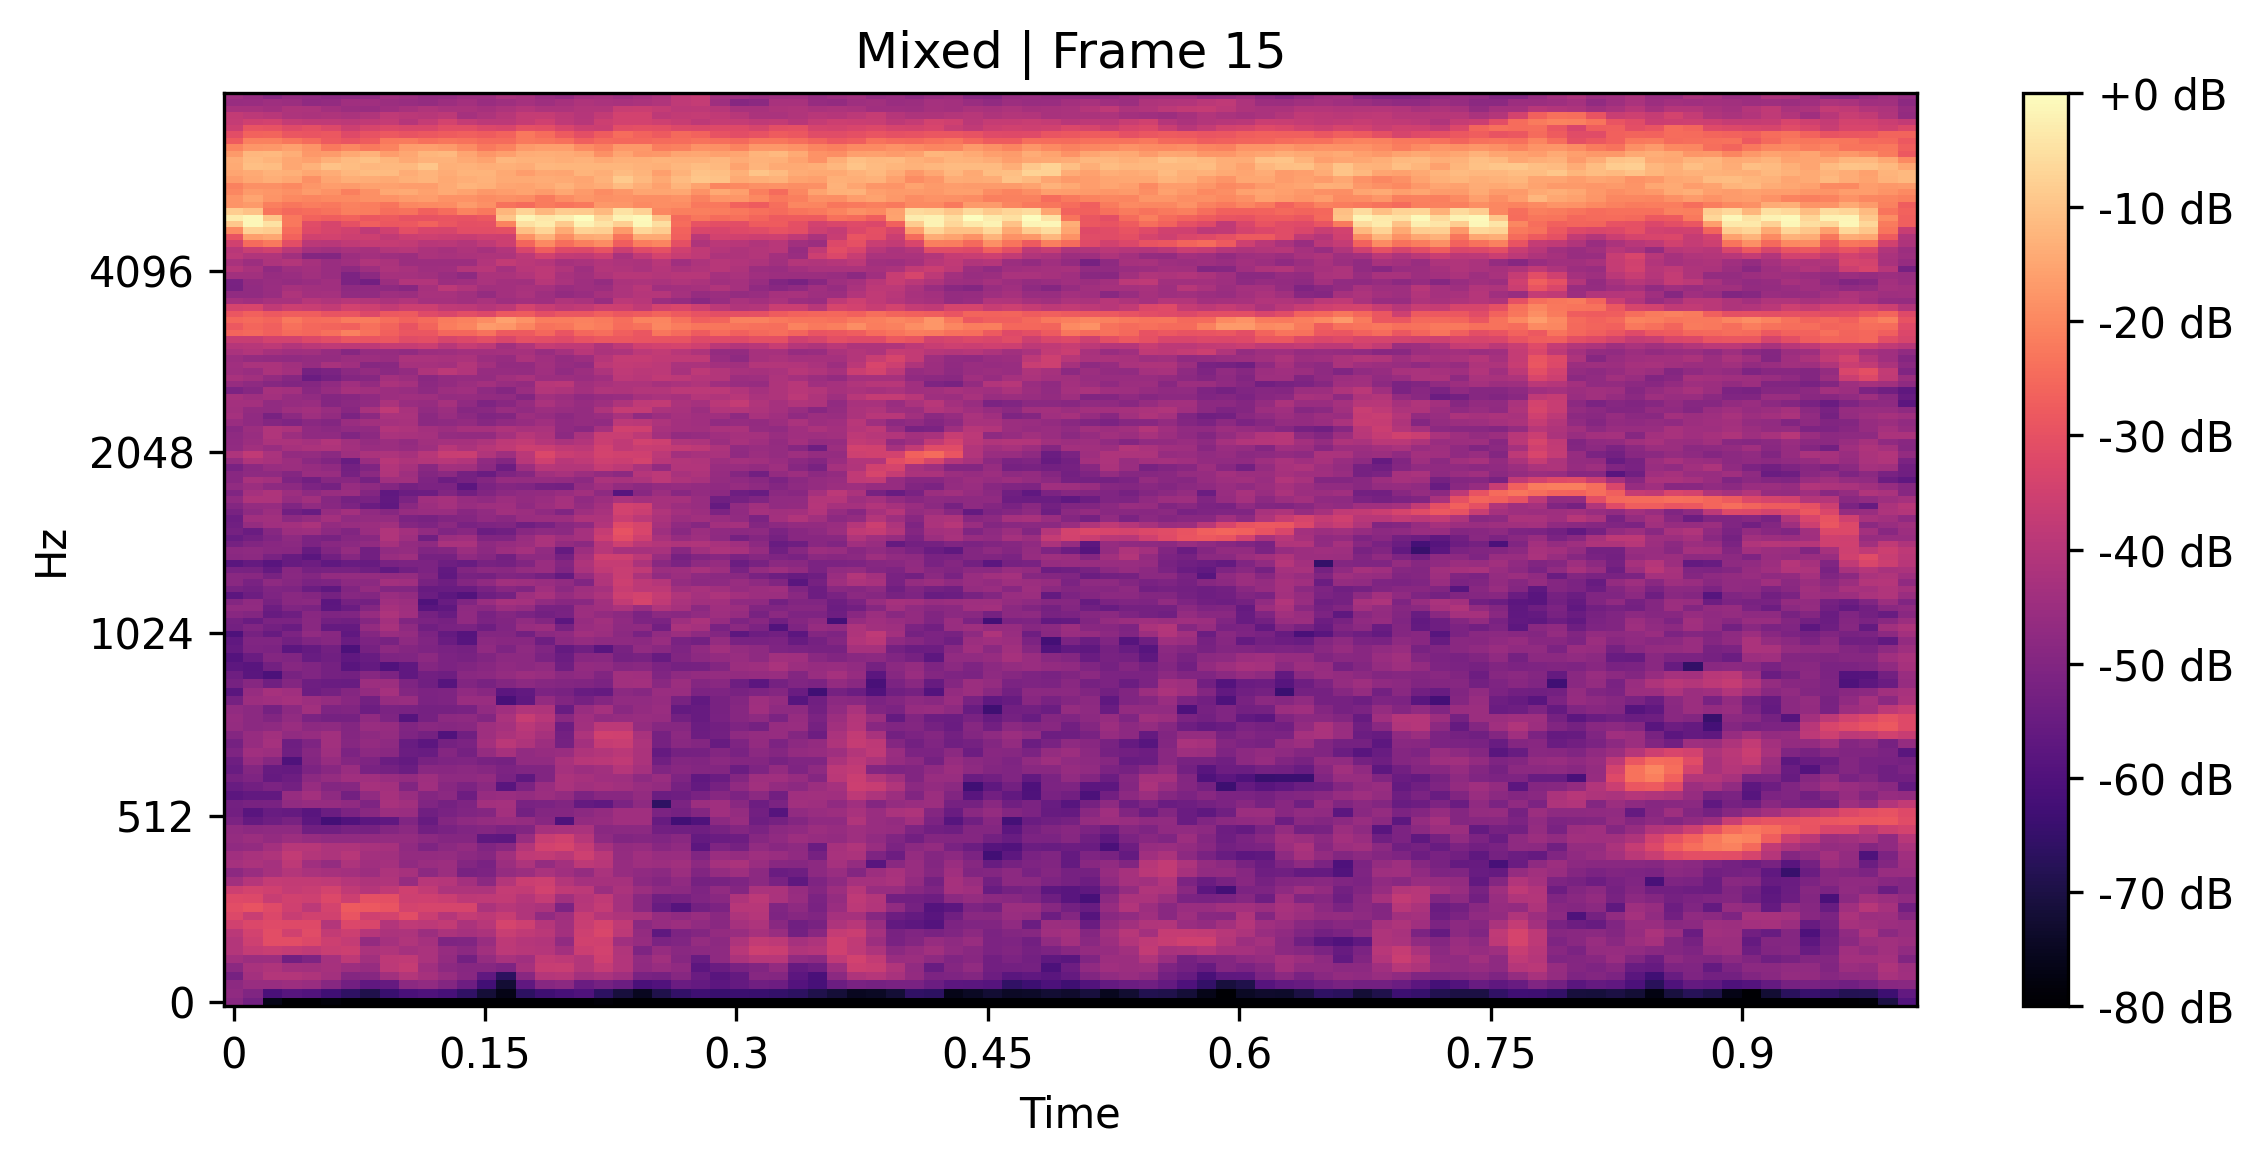 Mixed | Frame 15
+0 dB
-10 dB
4096
-20 dB
-30 dB
2048
-40 dB
Hz
-50 dB
1024
-60 dB
512
-70 dB
0
-80 dB
0 0.15 0.3 0.45 0.6 0.75 0.9
Time